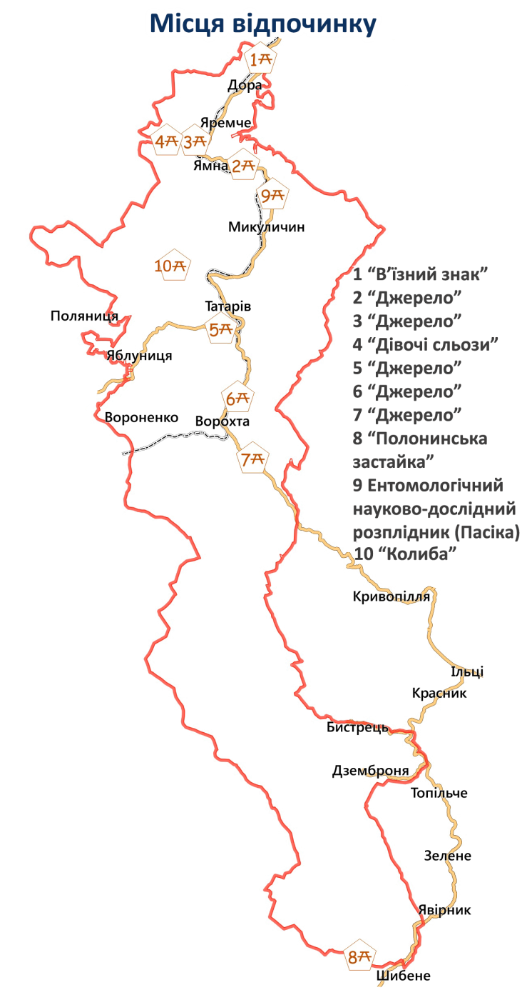 Місця відпочинку
1
Дора
Яремче
4
3
Ямна
2
9
Микуличин
10
1 “В’їзний знак”
2 “Джерело”
3 “Джерело”
4 “Дівочі сльози”
5 “Джерело”
6 “Джерело”
7 “Джерело”
8 “Полонинська
застайка”
9 Ентомологічний
науково-дослідний
розплідник (Пасіка)
10 “Колиба”
Татарів
Поляниця
5
Яблуниця
6
Вороненко
Ворохта
7
Кривопілля
Ільці
Красник
Бистрець
Дземброня
Топільче
Зелене
Явірник
8
Шибене